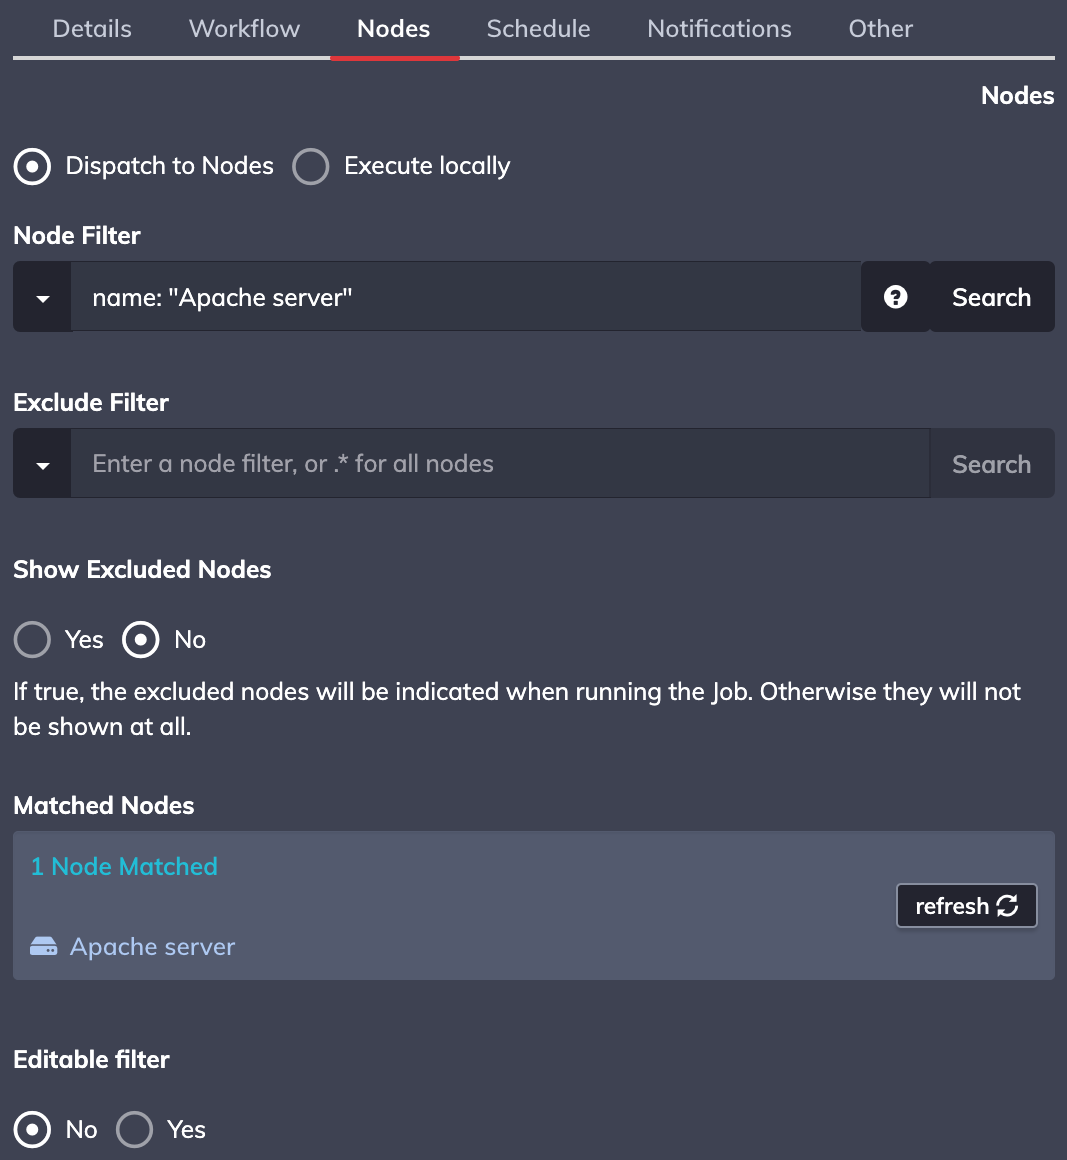 Details Workflow Nodes Schedule Notifications Other
Nodes
Dispatch to Nodes Execute locally
Node Filter
name: "Apache server" ? Search
Exclude Filter
Enter a node filter, or .* for all nodes Search
Show Excluded Nodes
Yes No
If true, the excluded nodes will be indicated when running the Job. Otherwise they will not
be shown at all.
Matched Nodes
1 Node Matched
refresh
Apache server
Editable filter
No Yes